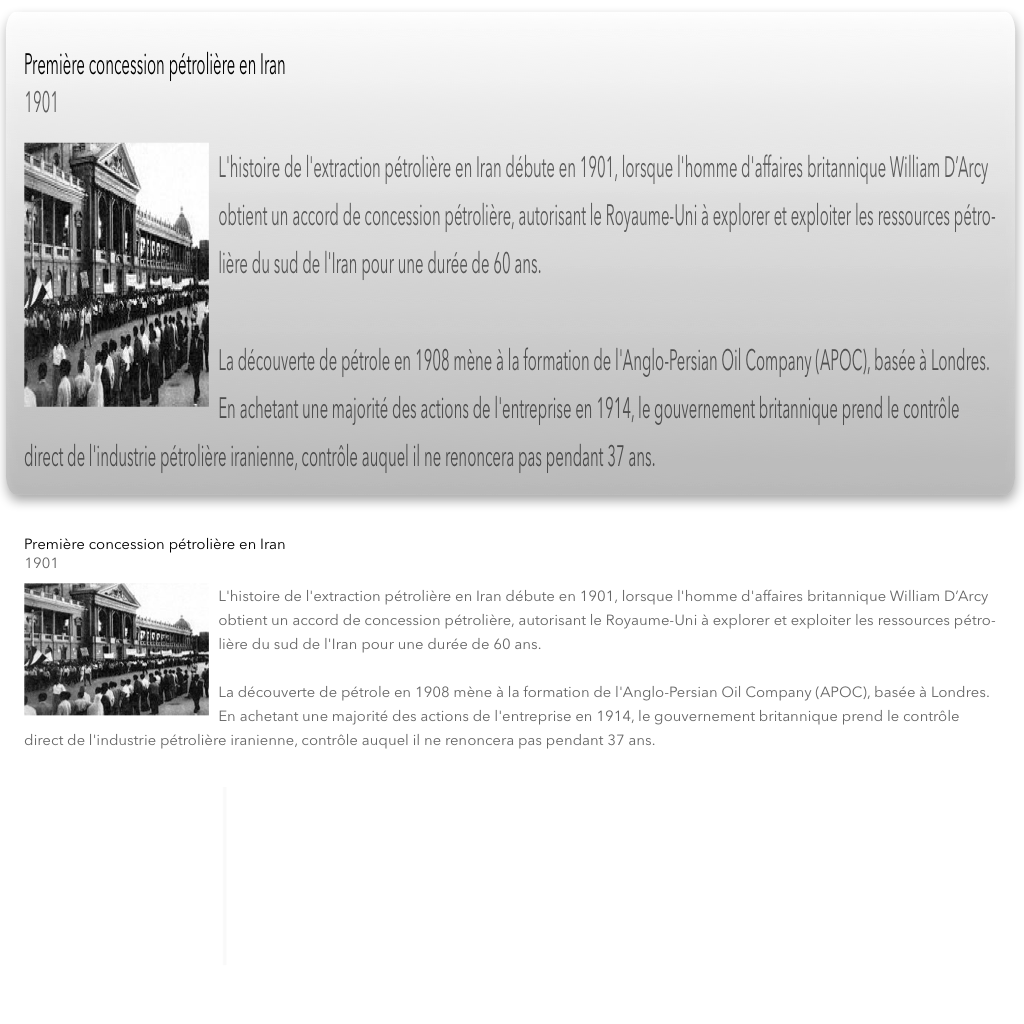 Première concession pétrolière en Iran
1901
L'histoire de l'extraction pétrolière en Iran débute en 1901, lorsque l'homme d'affaires britannique William D’Arcy
obtient un accord de concession pétrolière, autorisant le Royaume-Uni à explorer et exploiter les ressources pétro-
lière du sud de l'Iran pour une durée de 60 ans.
La découverte de pétrole en 1908 mène à la formation de l'Anglo-Persian Oil Company (APOC), basée à Londres.
En achetant une majorité des actions de l'entreprise en 1914, le gouvernement britannique prend le contrôle
direct de l'industrie pétrolière iranienne, contrôle auquel il ne renoncera pas pendant 37 ans.
Première concession pétrolière en Iran
1901
L'histoire de l'extraction pétrolière en Iran débute en 1901, lorsque l'homme d'affaires britannique William D’Arcy
obtient un accord de concession pétrolière, autorisant le Royaume-Uni à explorer et exploiter les ressources pétro-
lière du sud de l'Iran pour une durée de 60 ans.
La découverte de pétrole en 1908 mène à la formation de l'Anglo-Persian Oil Company (APOC), basée à Londres.
En achetant une majorité des actions de l'entreprise en 1914, le gouvernement britannique prend le contrôle
direct de l'industrie pétrolière iranienne, contrôle auquel il ne renoncera pas pendant 37 ans.